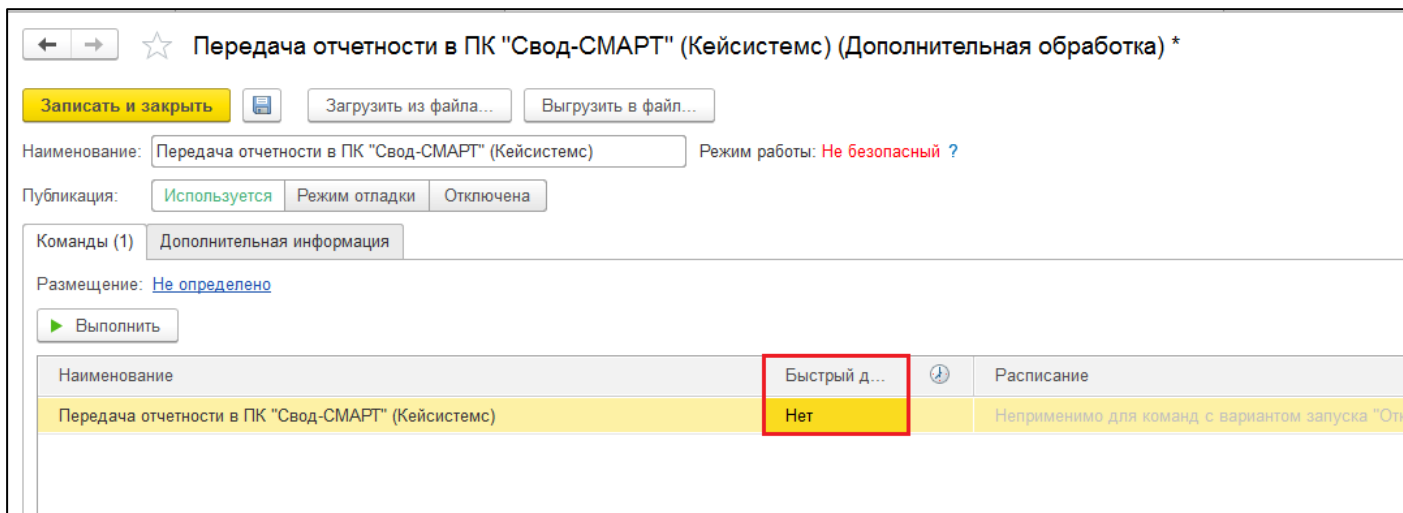 Передача отчетности в ПК "Свод-СМАРТ" (Кейсистемс) (Дополнительная обработка) *
Записать и закрыть Загрузить из файла... Выгрузить в файл...
Наименование: Передача отчетности в ПК "Свод-СМАРТ" (Кейсистемс) Режим работы: Не безопасный ?
Публикация: Используется Режим отладки Отключена
Команды (1) Дополнительная информация
Размещение: Не определено
Выполнить
Наименование Быстрый д... Расписание
Передача отчетности в ПК "Свод-СМАРТ" (Кейсистемс) Нет Неприменимо для команд с вариантом запуска "От